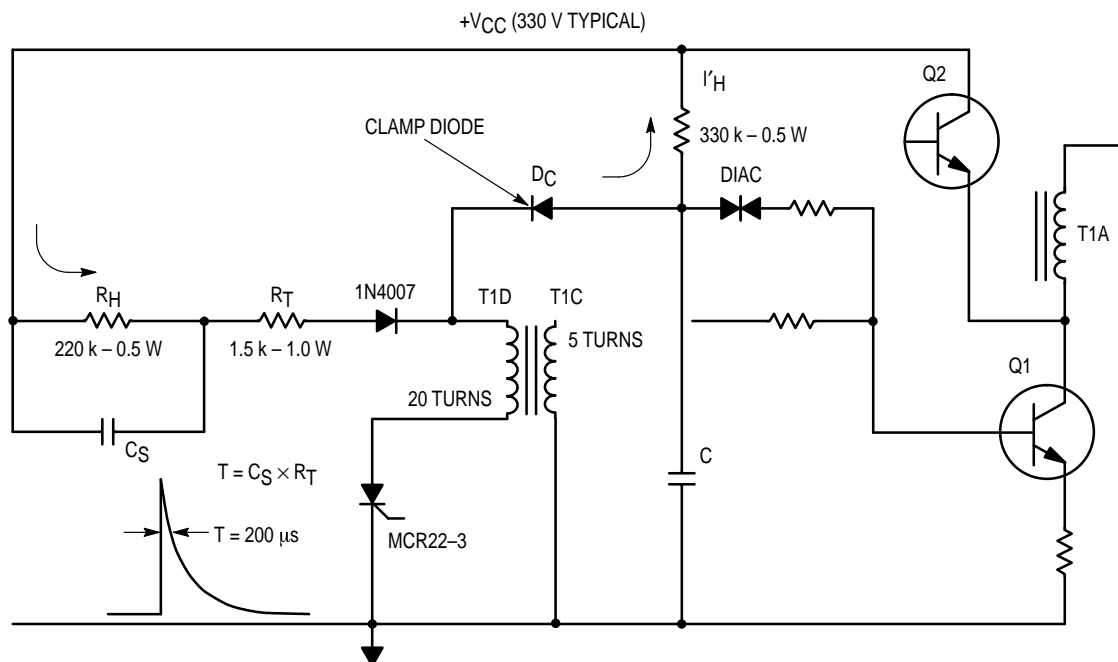 +VCC (330 V TYPICAL)
Q2
I′H
330 k – 0.5 W
CLAMP DIODE
DC
DIAC
T1A
RH
RT
1N4007
T1D
T1C
5 TURNS
220 k – 0.5 W
1.5 k – 1.0 W
20 TURNS
Q1
CS
C
T = CS × RT
T = 200 µs
MCR22–3